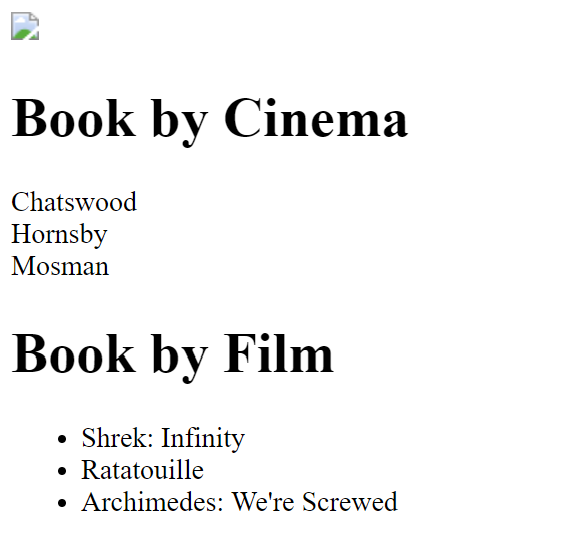 Book by Cinema
Chatswood
Hornsby
Mosman
Book by Film
Shrek: Infinity
Ratatouille
Archimedes: We're Screwed